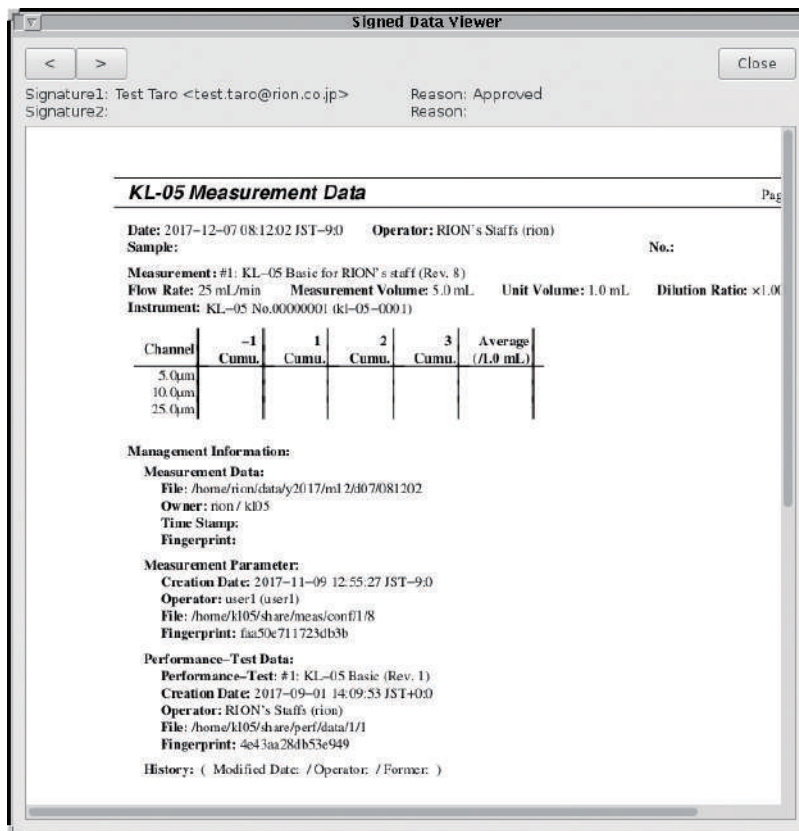 Signed Data Viewer
< > Close
Signature1: Test Taro <test.taro@rion.co.jp> Reason: Approved
Signature2: Reason:
KL-05 Measurement Data Pag
Date: 2017-12-07 08:12:02 JST-9:0 Operator: RION's Staffs (rion)
Sample: No.:
Measurement: #1: KL-05 Basic for RION's staff (Rev. 8)
Flow Rate: 25 mL/min Measurement Volume: 5.0 mL Unit Volume: 1.0 mL Dilution Ratio: ×1.00
Instrument: KL-05 No.00000001 (kl-05-0001)
Channel -1 1 2 3 Average
Cumu. Cumu. Cumu. Cumu. (/1.0 mL)
5.0µm
10.0µm
25.0µm
Management Information:
Measurement Data:
File: /home/rion/data/y2017/m12/d07/081202
Owner: rion / kl05
Time Stamp:
Fingerprint:
Measurement Parameter:
Creation Date: 2017-11-09 12:55:27 JST-9:0
Operator: user1 (user1)
File: /home/kl05/share/meas/conf/1/8
Fingerprint: faa50e711723db3b
Performance-Test Data:
Performance-Test: #1: KL-05 Basic (Rev. 1)
Creation Date: 2017-09-01 14:09:53 JST+0:0
Operator: RION's Staffs (rion)
File: /home/kl05/share/perf/data/1/1
Fingerprint: 4e43aa28db53e949
History: ( Modified Date: / Operator: / Former: )